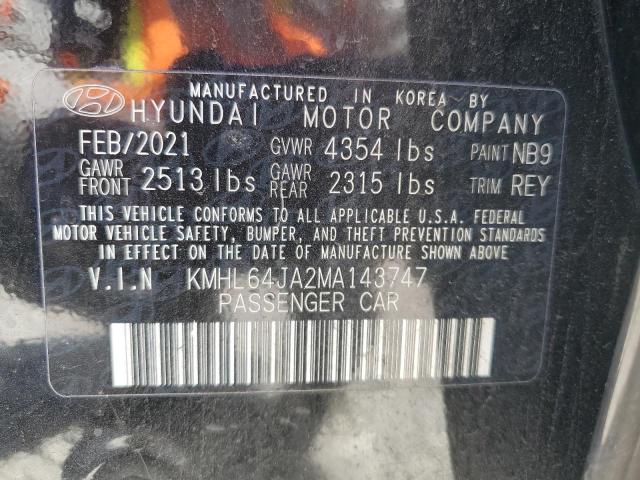 MANUFACTURED IN KOREA BY
HYUNDAI MOTOR COMPANY
FEB/2021 GVWR 4354 lbs PAINT NB9
GAWR FRONT 2513 lbs GAWR REAR 2315 lbs TRIM REY
THIS VEHICLE CONFORMS TO ALL APPLICABLE U.S.A. FEDERAL
MOTOR VEHICLE SAFETY, BUMPER, AND THEFT PREVENTION STANDARDS
IN EFFECT ON THE DATE OF MANUFACTURE SHOWN ABOVE
V.I.N KMHL64JA2MA143747
PASSENGER CAR